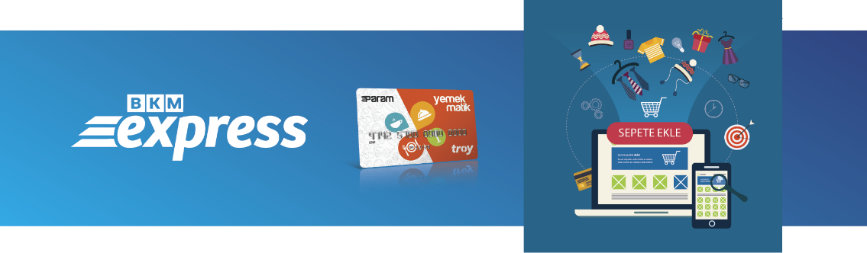 BKM
express
param
yemek
matik
troy
SEPETE EKLE